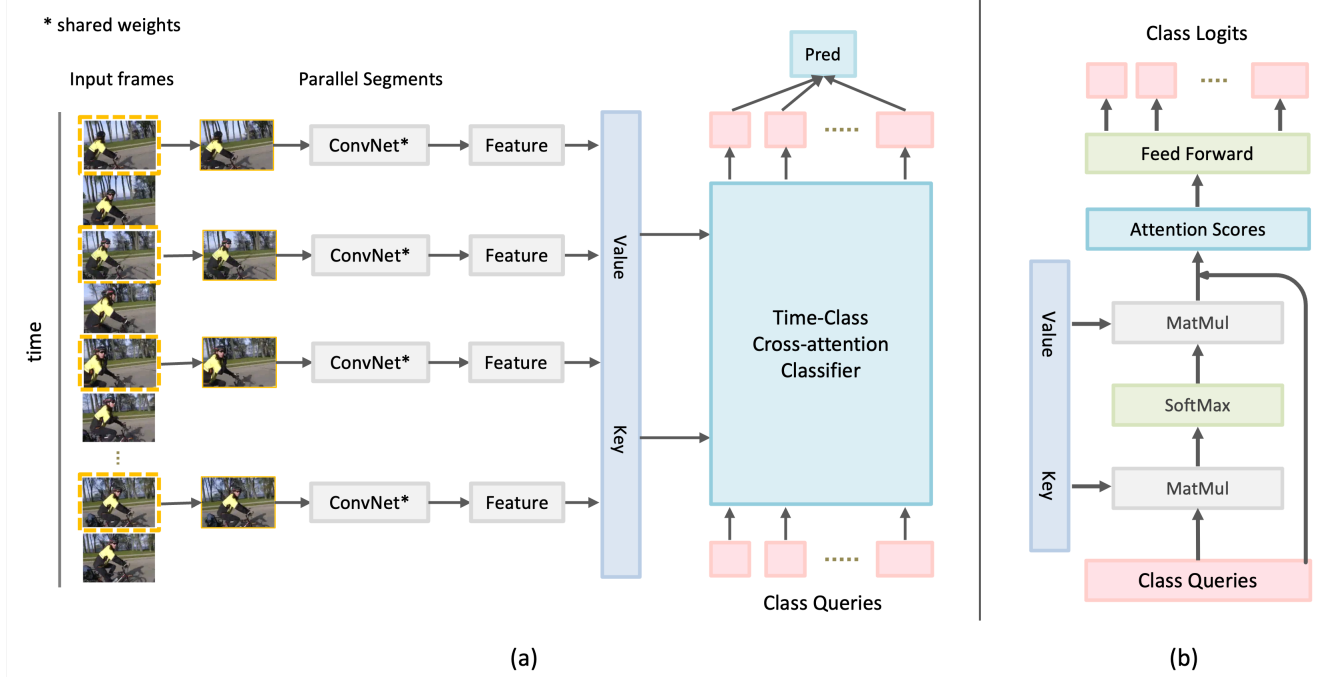 * shared weights
Input frames
Parallel Segments
time
ConvNet*
Feature
ConvNet*
Feature
ConvNet*
Feature
ConvNet*
Feature
Value
Key
Pred
Time-Class
Cross-attention
Classifier
Class Queries
(a)
Class Logits
Feed Forward
Attention Scores
Value
MatMul
SoftMax
Key
MatMul
Class Queries
(b)